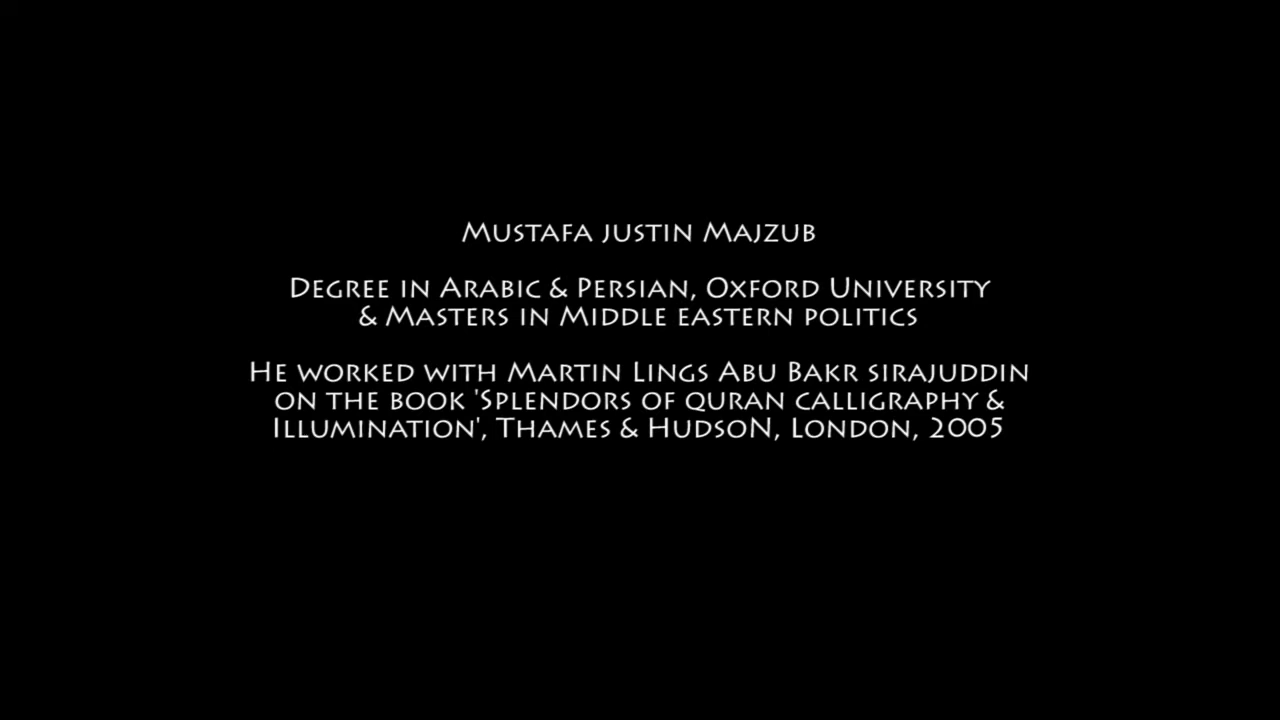 Mustafa Justin Majzub
Degree in Arabic & Persian, Oxford University
& Masters in Middle Eastern Politics
He worked with Martin Lings Abu Bakr Sirajuddin
on the book 'Splendors of Quran Calligraphy &
Illumination', Thames & Hudson, London, 2005